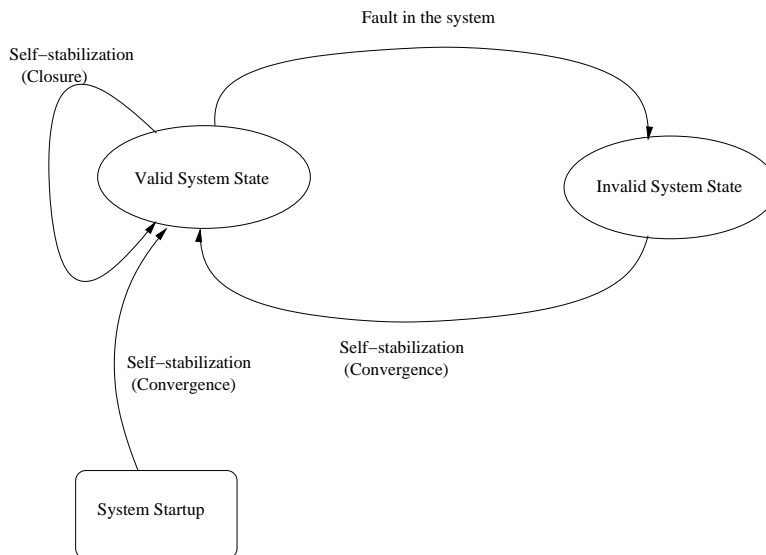 Fault in the system
Self−stabilization
(Closure)
Valid System State
Invalid System State
Self−stabilization
(Convergence)
Self−stabilization
(Convergence)
System Startup